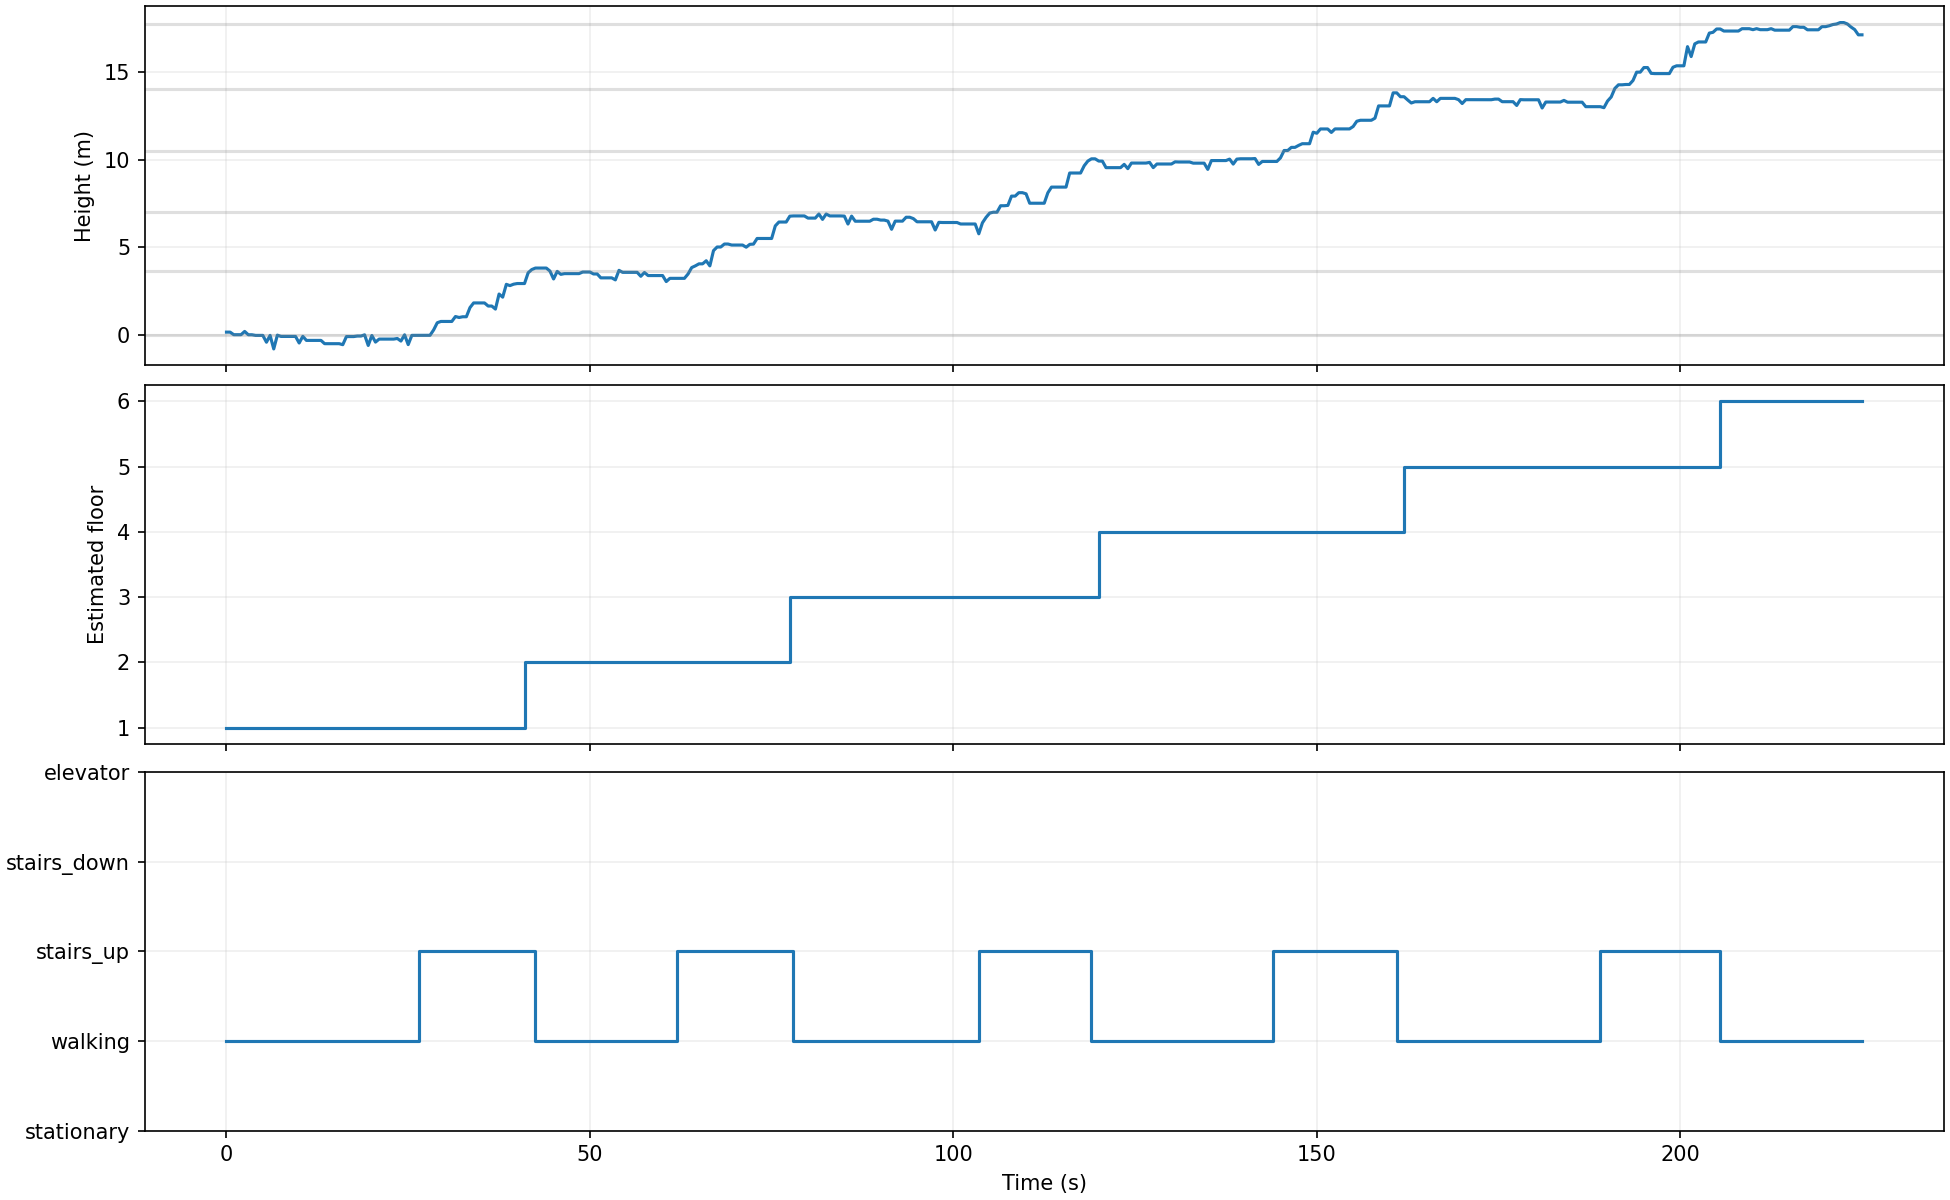 Height (m)
15
10
5
0
Estimated floor
6
5
4
3
2
1
elevator
stairs_down
stairs_up
walking
stationary
0 50 100 150 200
Time (s)